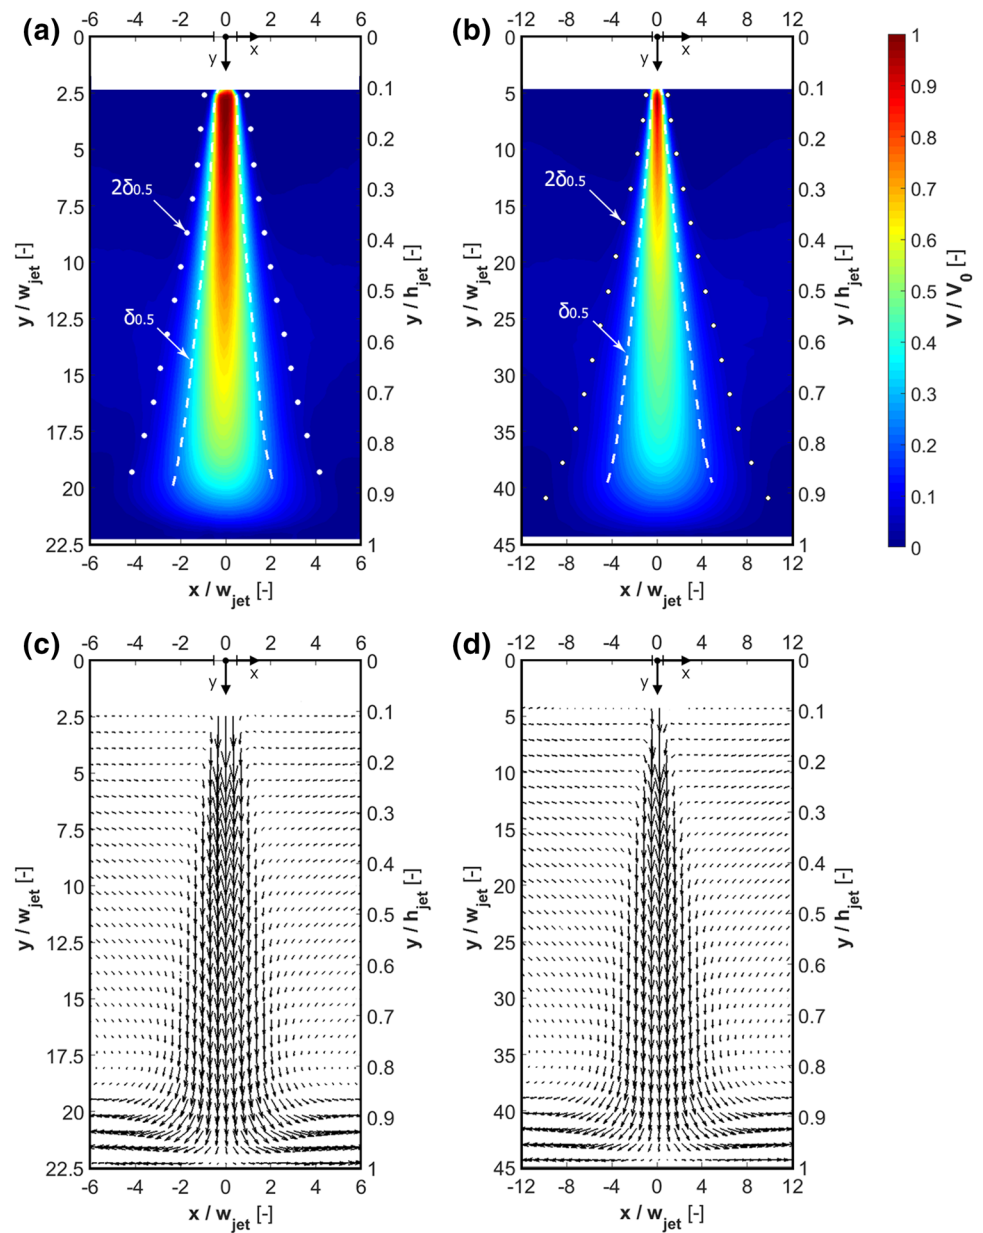 (a)
-6 -4 -2 0 2 4 6
0 0
y x
2.5 0.1
5 0.2
7.5 0.3
10 0.4
12.5 0.5
15 0.6
17.5 0.7
20 0.8
22.5 0.9
1
2δ0.5
δ0.5
y / wjet [-]
y / hjet [-]
-6 -4 -2 0 2 4 6
x / wjet [-]
(b)
-12 -8 -4 0 4 8 12
0 0
y x
5 0.1
10 0.2
15 0.3
20 0.4
25 0.5
30 0.6
35 0.7
40 0.8
45 0.9
1
2δ0.5
δ0.5
y / wjet [-]
y / hjet [-]
-12 -8 -4 0 4 8 12
x / wjet [-]
1
0.9
0.8
0.7
0.6
0.5
0.4
0.3
0.2
0.1
0
V / V0 [-]
(c)
-6 -4 -2 0 2 4 6
0 0
y x
2.5 0.1
5 0.2
7.5 0.3
10 0.4
12.5 0.5
15 0.6
17.5 0.7
20 0.8
22.5 0.9
1
y / wjet [-]
y / hjet [-]
-6 -4 -2 0 2 4 6
x / wjet [-]
(d)
-12 -8 -4 0 4 8 12
0 0
y x
5 0.1
10 0.2
15 0.3
20 0.4
25 0.5
30 0.6
35 0.7
40 0.8
45 0.9
1
y / wjet [-]
y / hjet [-]
-12 -8 -4 0 4 8 12
x / wjet [-]